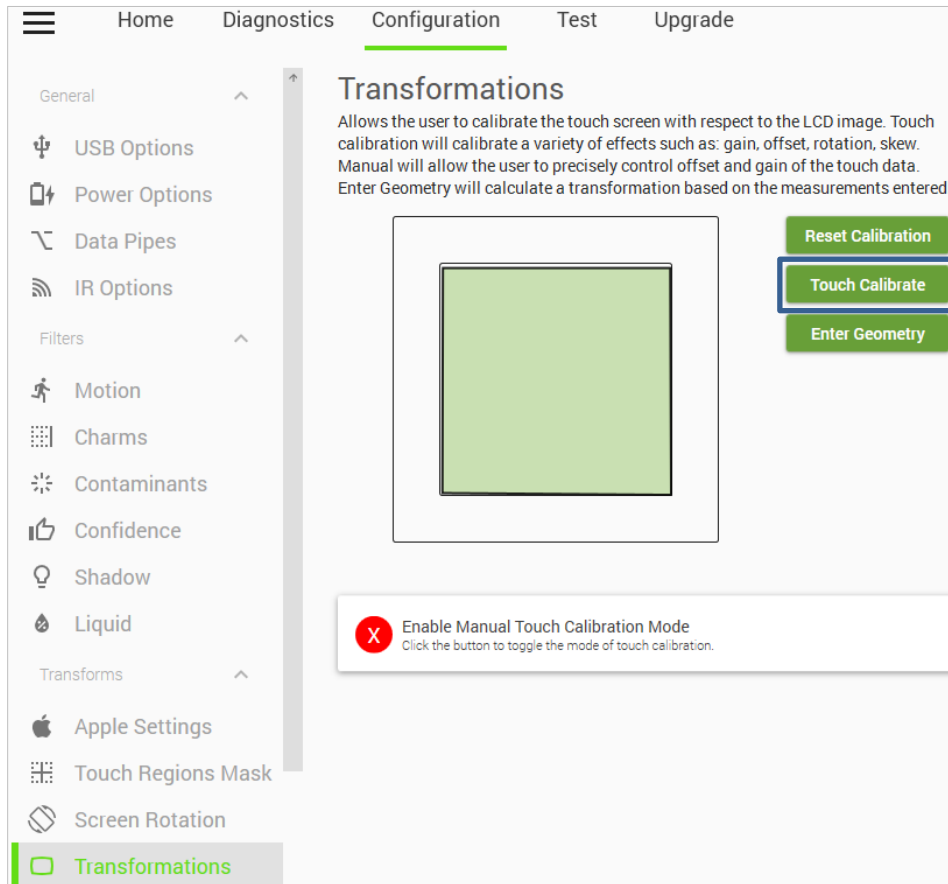 Home Diagnostics Configuration Test Upgrade
General
USB Options
Power Options
Data Pipes
IR Options
Filters
Motion
Charms
Contaminants
Confidence
Shadow
Liquid
Transforms
Apple Settings
Touch Regions Mask
Screen Rotation
Transformations
Transformations
Allows the user to calibrate the touch screen with respect to the LCD image. Touch
calibration will calibrate a variety of effects such as: gain, offset, rotation, skew.
Manual will allow the user to precisely control offset and gain of the touch data.
Enter Geometry will calculate a transformation based on the measurements entered
Reset Calibration
Touch Calibrate
Enter Geometry
X
Enable Manual Touch Calibration Mode
Click the button to toggle the mode of touch calibration.